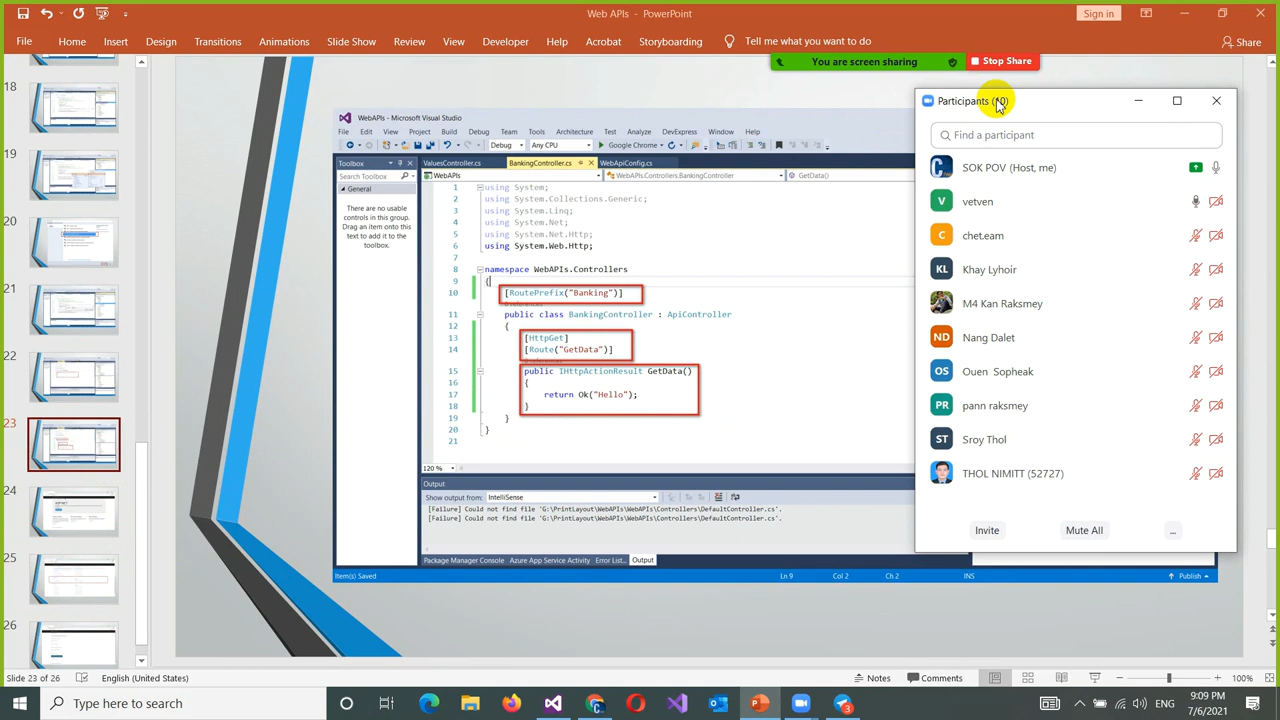 Web APIs - PowerPoint
Sign in
File Home Insert Design Transitions Animations Slide Show Review View Developer Help Acrobat Storyboarding Tell me what you want to do Share
You are screen sharing Stop Share
18
19
20
21
22
23
24
25
26
WebAPIs - Microsoft Visual Studio
File Edit View Project Build Debug Team Tools Architecture Test Analyze DevExpress Window Help
Debug Any CPU Google Chrome
Toolbox
Search Toolbox
General
There are no usable
controls in this group.
Drag an item onto this
text to add it to the
toolbox.
ValuesController.cs BankingController.cs WebApiConfig.cs
WebAPIs WebAPIs.Controllers.BankingController GetData()
1 using System;
2 using System.Collections.Generic;
3 using System.Linq;
4 using System.Net;
5 using System.Net.Http;
6 using System.Web.Http;
7
8 namespace WebAPIs.Controllers
9 {
10 [RoutePrefix("Banking")]
11 public class BankingController : ApiController
12 {
13 [HttpGet]
14 [Route("GetData")]
15 public IHttpActionResult GetData()
16 {
17 return Ok("Hello");
18 }
19 }
20 }
21
120 %
Output
Show output from: IntelliSense
[Failure] Could not find file 'G:\PrintLayout\WebAPIs\WebAPIs\Controllers\DefaultController.cs'.
[Failure] Could not find file 'G:\PrintLayout\WebAPIs\WebAPIs\Controllers\DefaultController.cs'.
Package Manager Console Azure App Service Activity Error List... Output
Item(s) Saved Ln 9 Col 2 Ch 2 INS Publish
Participants (10)
Find a participant
SOK POV (Host, me)
V vetven
C chet.eam
KL Khay Lyhoir
M4 Kan Raksmey
ND Nang Dalet
OS Ouen Sopheak
PR pann raksmey
ST Sroy Thol
THOL NIMITT (52727)
Invite Mute All ...
Slide 23 of 26 English (United States) Notes Comments 100%
Type here to search
3
ENG
9:09 PM
7/6/2021